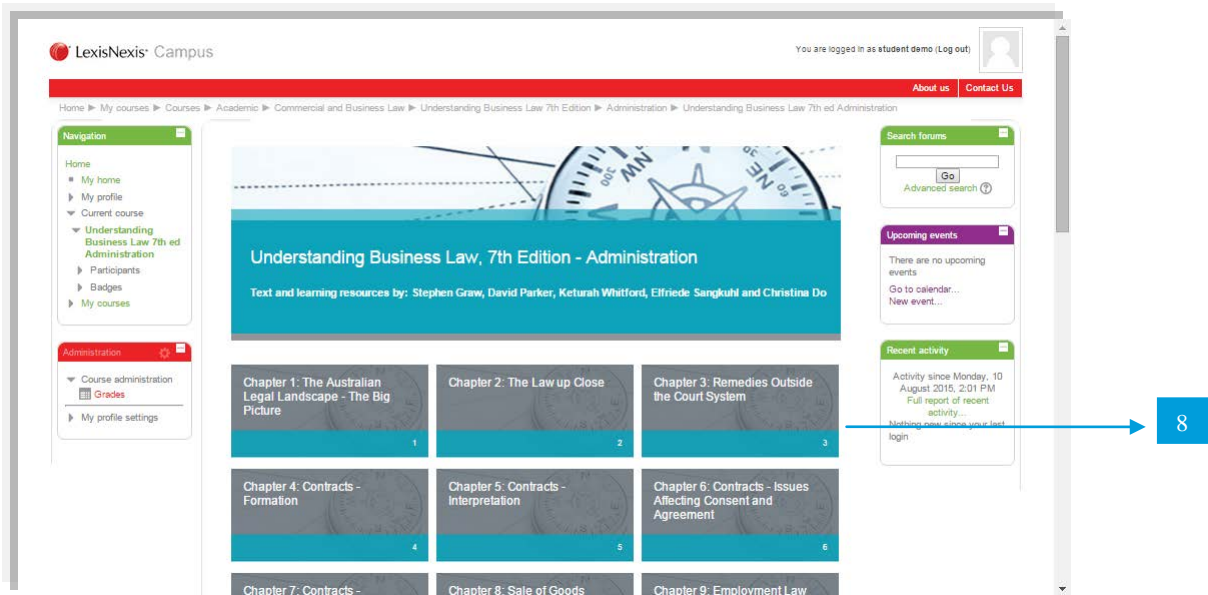 LexisNexis® Campus
You are logged in as student demo (Log out)
About us Contact Us
Home ► My courses ► Courses ► Academic ► Commercial and Business Law ► Understanding Business Law 7th Edition ► Administration ► Understanding Business Law 7th ed Administration
Navigation
Home
My home
My profile
Current course
Understanding
Business Law 7th ed
Administration
Participants
Badges
My courses
Administration
Course administration
Grades
My profile settings
NW
NE
Understanding Business Law, 7th Edition - Administration
Text and learning resources by: Stephen Graw, David Parker, Keturah Whitford, Elfriede Sangkuhl and Christina Do
Chapter 1: The Australian
Legal Landscape - The Big
Picture
1
Chapter 2: The Law up Close
2
Chapter 3: Remedies Outside
the Court System
3
Chapter 4: Contracts -
Formation
4
Chapter 5: Contracts -
Interpretation
5
Chapter 6: Contracts - Issues
Affecting Consent and
Agreement
6
Chapter 7: Contracts -
Chapter 8: Sale of Goods
Chapter 9: Employment Law
Search forums
Go
Advanced search
Upcoming events
There are no upcoming
events
Go to calendar...
New event...
Recent activity
Activity since Monday, 10
August 2015, 2:01 PM
Full report of recent
activity...
Nothing new since your last
login
8